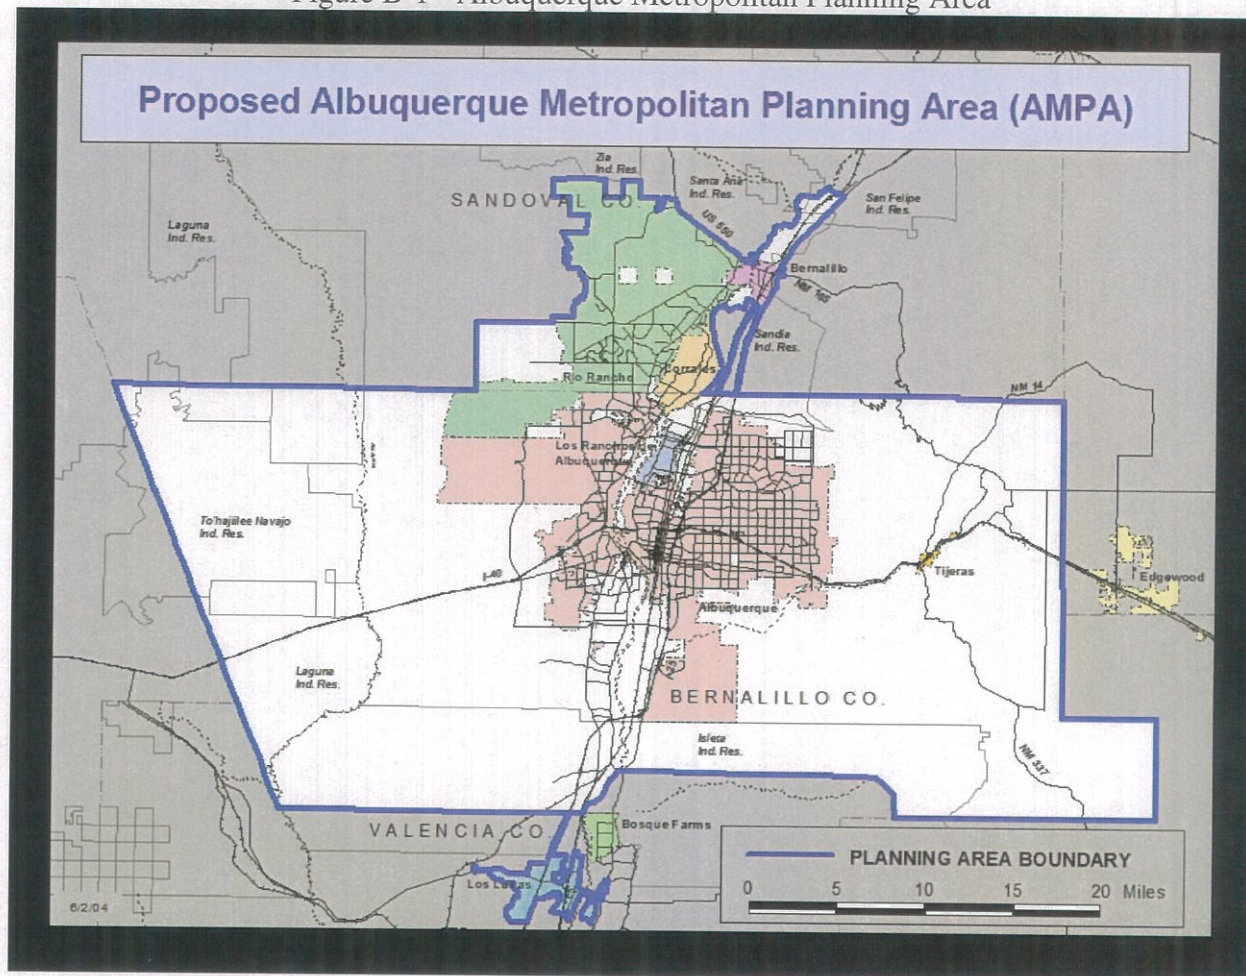 Figure B-1 - Albuquerque Metropolitan Planning Area
Proposed Albuquerque Metropolitan Planning Area (AMPA)
Zia
Ind. Res.
SANDOVAL CO.
Santa Ana
Ind. Res.
San Felipe
Ind. Res.
Laguna
Ind. Res.
US 550
Bernalillo
NM 165
Sandia
Ind. Res.
Corrales
Rio Rancho
NM 14
Los Ranchos de
Albuquerque
To'hajiilee Navajo
Ind. Res.
I-40
Tijeras
Edgewood
Albuquerque
Laguna
Ind. Res.
BERNALILLO CO.
Isleta
Ind. Res.
NM 337
VALENCIA CO.
Bosque Farms
Los Lunas
PLANNING AREA BOUNDARY
0 5 10 15 20 Miles
6/2/04